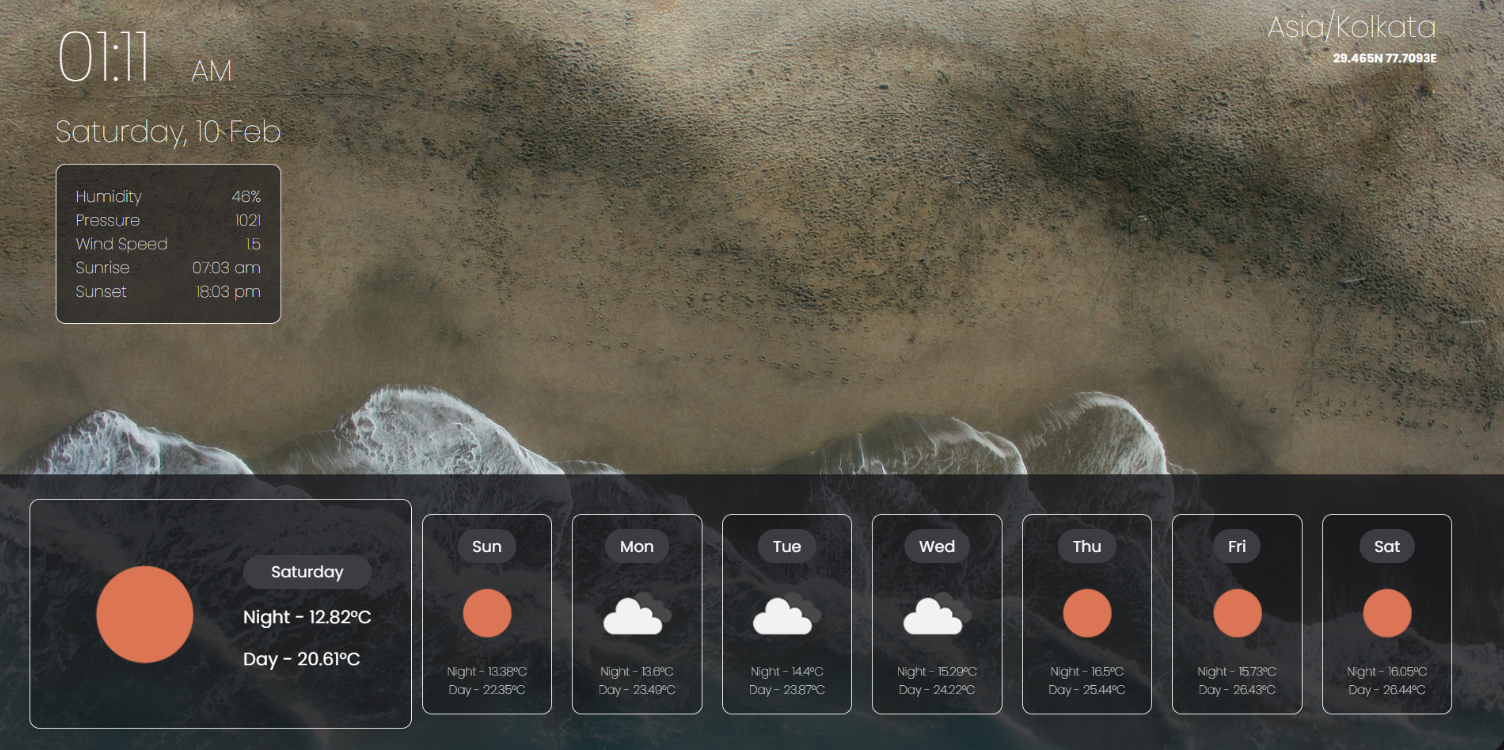 01:11 AM
Asia/Kolkata
29.465N 77.7093E
Saturday, 10 Feb
Humidity 46%
Pressure 1021
Wind Speed 1.5
Sunrise 07:03 am
Sunset 18:03 pm
Saturday
Night - 12.82°C
Day - 20.61°C
Sun
Night - 13.38°C
Day - 22.35°C
Mon
Night - 13.6°C
Day - 23.49°C
Tue
Night - 14.4°C
Day - 23.87°C
Wed
Night - 15.29°C
Day - 24.22°C
Thu
Night - 16.5°C
Day - 25.44°C
Fri
Night - 15.73°C
Day - 26.43°C
Sat
Night - 16.05°C
Day - 26.44°C